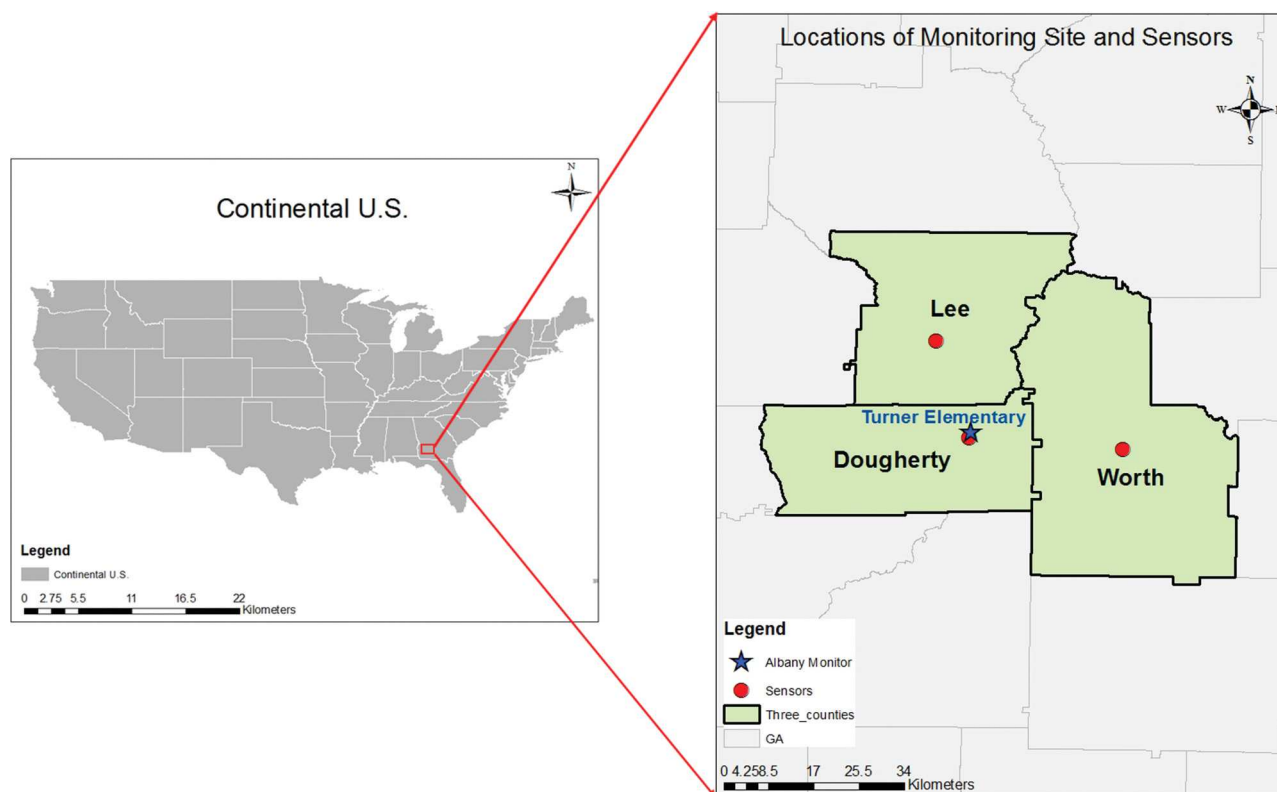 Continental U.S.
N
Legend
Continental U.S.
0 2.75 5.5 11 16.5 22
Kilometers
Locations of Monitoring Site and Sensors
N
W
S
Lee
Turner Elementary
Dougherty
Worth
Legend
Albany Monitor
Sensors
Three_counties
GA
0 4.258.5 17 25.5 34
Kilometers